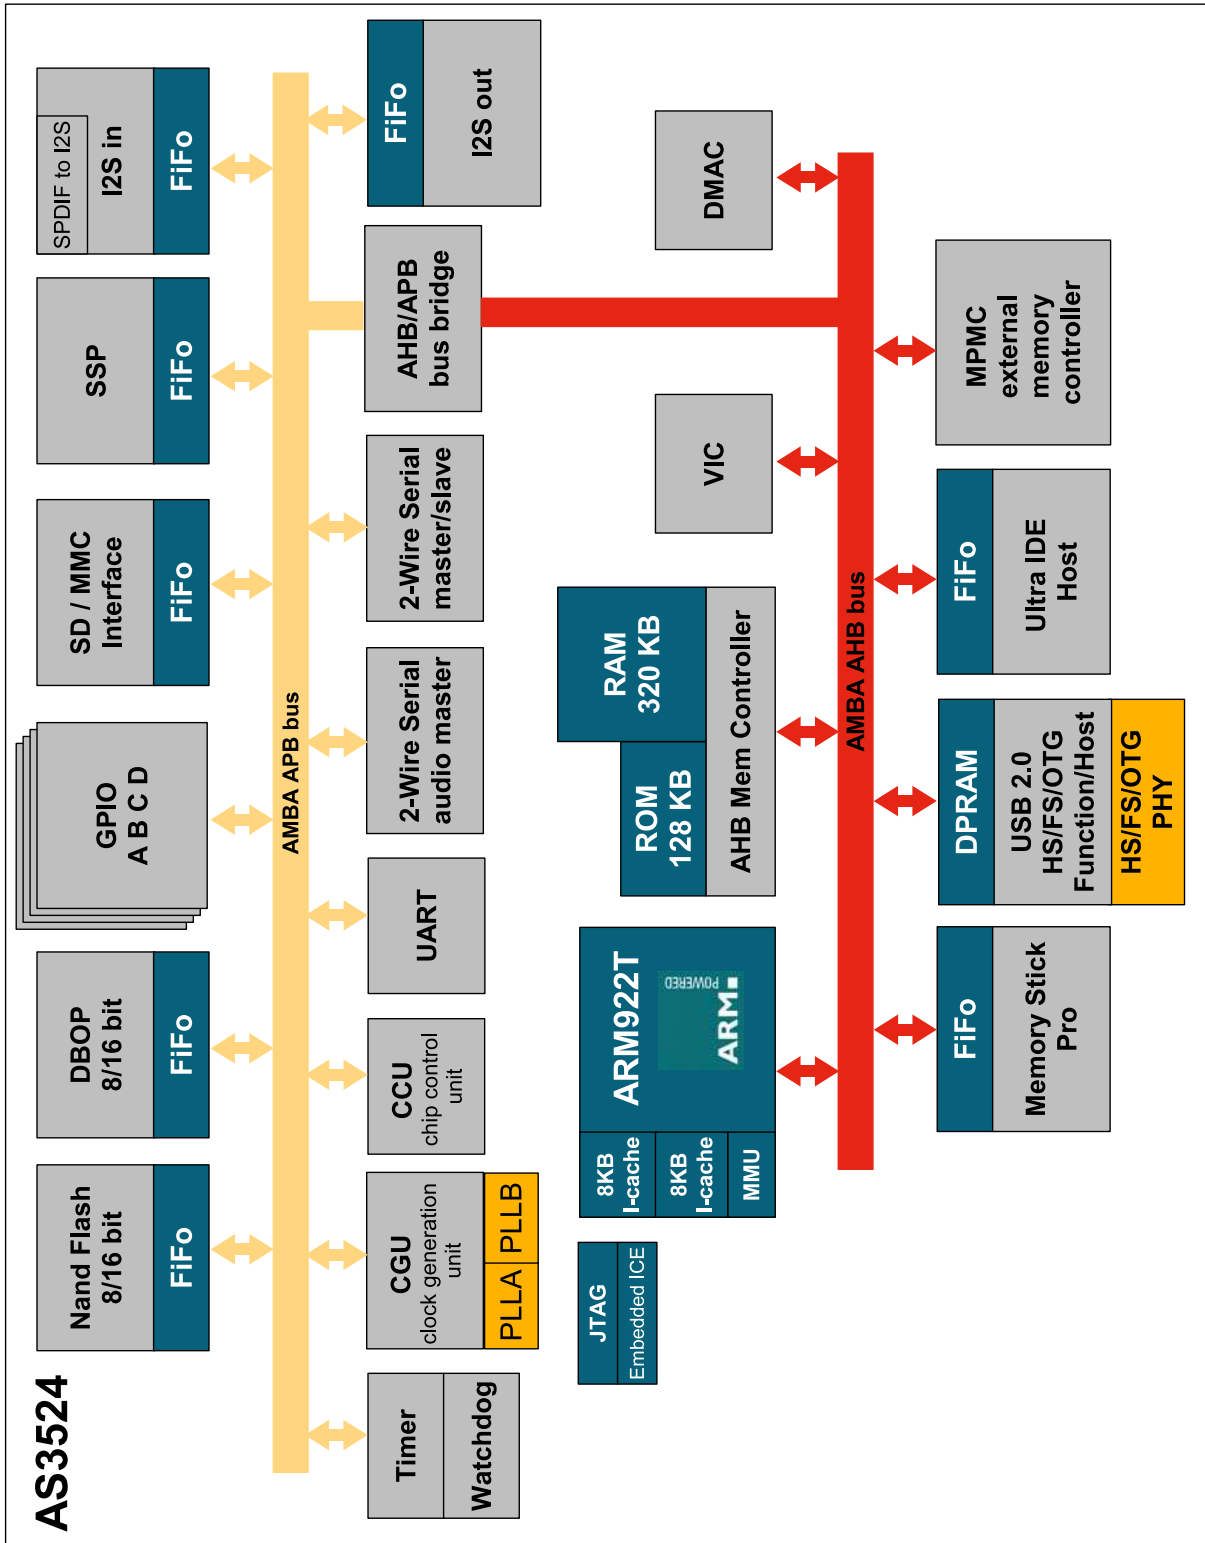 AS3524
Nand Flash
8/16 bit
FiFo
DBOP
8/16 bit
FiFo
GPIO
A B C D
SD / MMC
Interface
FiFo
SSP
FiFo
SPDIF to I2S
I2S in
FiFo
AMBA APB bus
Timer
Watchdog
CGU
clock generation
unit
PLLA
PLLB
CCU
chip control
unit
UART
2-Wire Serial
audio master
2-Wire Serial
master/slave
AHB/APB
bus bridge
FiFo
I2S out
JTAG
Embedded ICE
8KB
I-cache
8KB
I-cache
MMU
ARM922T
POWERED
ARM
ROM
128 KB
RAM
320 KB
AHB Mem Controller
VIC
DMAC
AMBA AHB bus
FiFo
Memory Stick
Pro
DPRAM
USB 2.0
HS/FS/OTG
Function/Host
HS/FS/OTG
PHY
FiFo
Ultra IDE
Host
MPMC
external
memory
controller